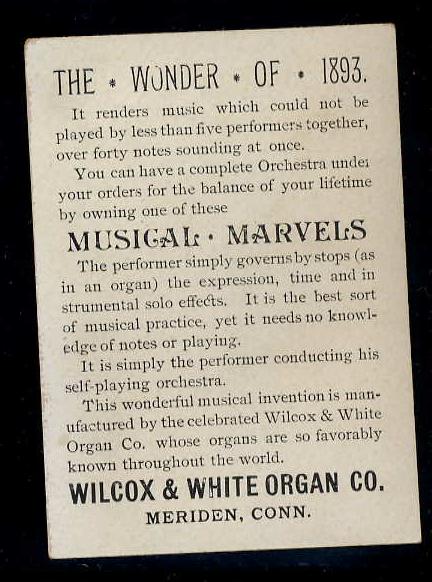 THE * WONDER * OF * 1893.
It renders music which could not be
played by less than five performers together,
over forty notes sounding at once.
You can have a complete Orchestra under
your orders for the balance of your lifetime
by owning one of these
MUSICAL · MARVELS
The performer simply governs by stops (as
in an organ) the expression, time and in
strumental solo effects. It is the best sort
of musical practice, yet it needs no knowl-
edge of notes or playing.
It is simply the performer conducting his
self-playing orchestra.
This wonderful musical invention is man-
ufactured by the celebrated Wilcox & White
Organ Co. whose organs are so favorably
known throughout the world.
WILCOX & WHITE ORGAN CO.
MERIDEN, CONN.